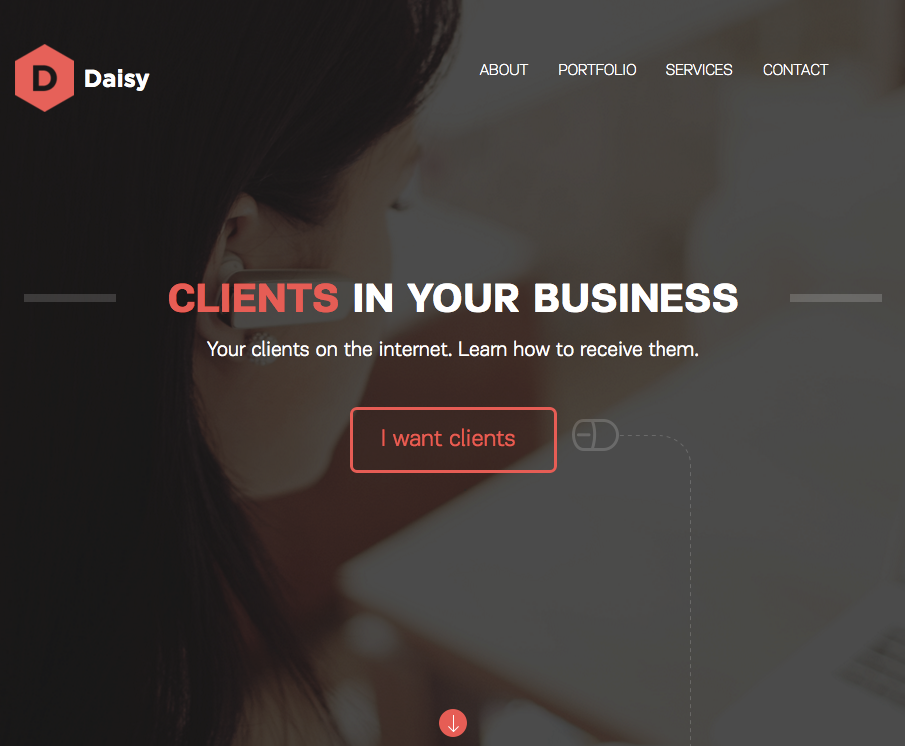 D Daisy
ABOUT PORTFOLIO SERVICES CONTACT
CLIENTS IN YOUR BUSINESS
Your clients on the internet. Learn how to receive them.
I want clients